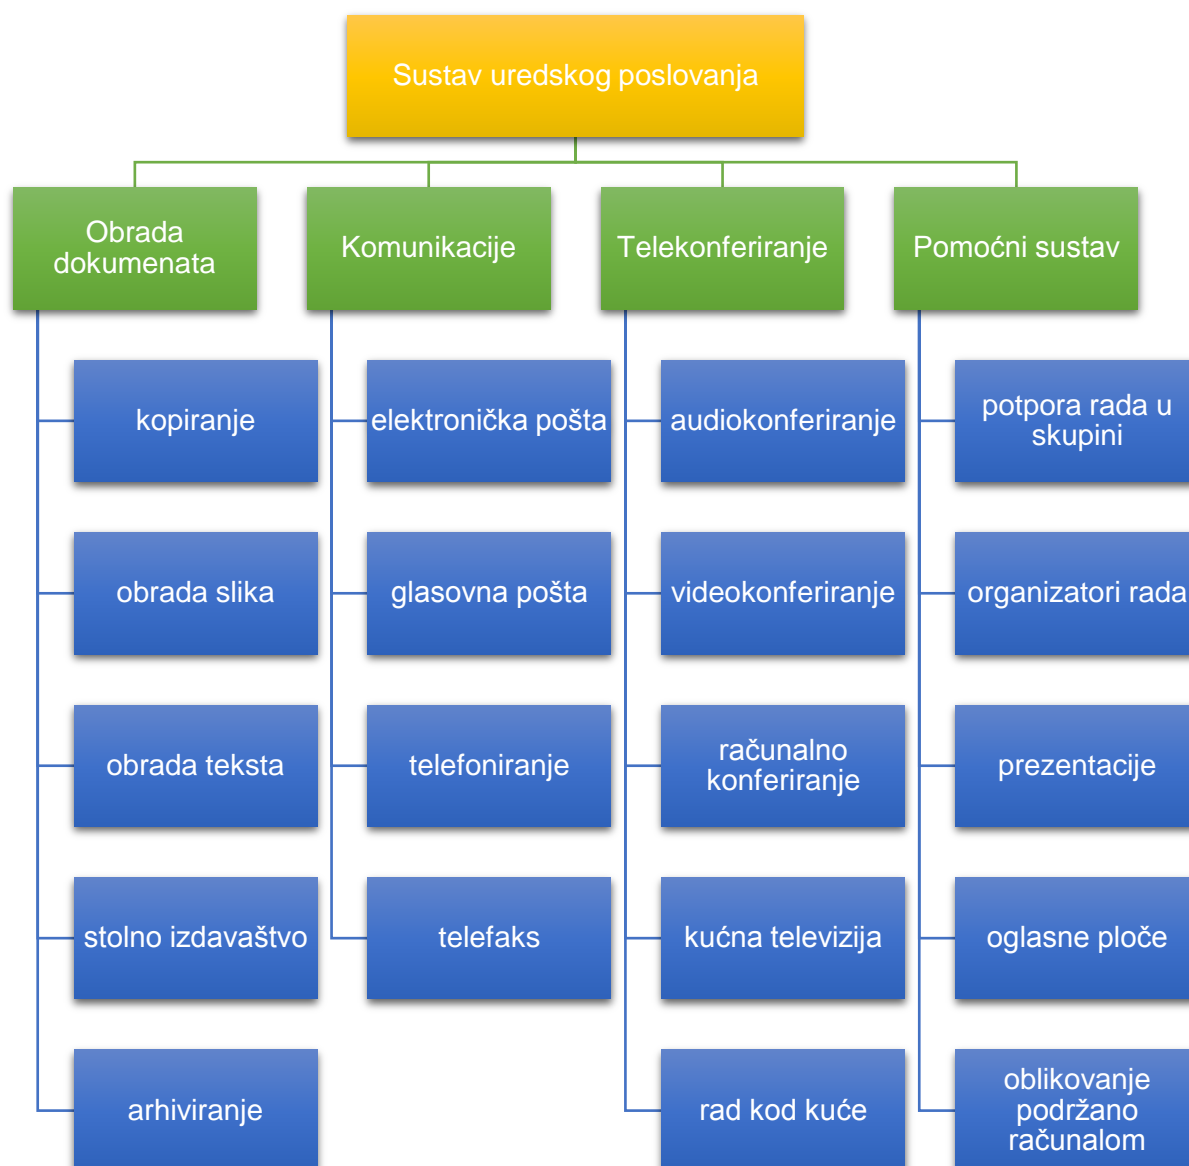 Sustav uredskog poslovanja
Obrada
dokumenata
kopiranje
obrada slika
obrada teksta
stolno izdavaštvo
arhiviranje
Komunikacije
elektronička pošta
glasovna pošta
telefoniranje
telefaks
Telekonferiranje
audiokonferiranje
videokonferiranje
računalno
konferiranje
kućna televizija
rad kod kuće
Pomoćni sustav
potpora rada u
skupini
organizatori rada
prezentacije
oglasne ploče
oblikovanje
podržano
računalom